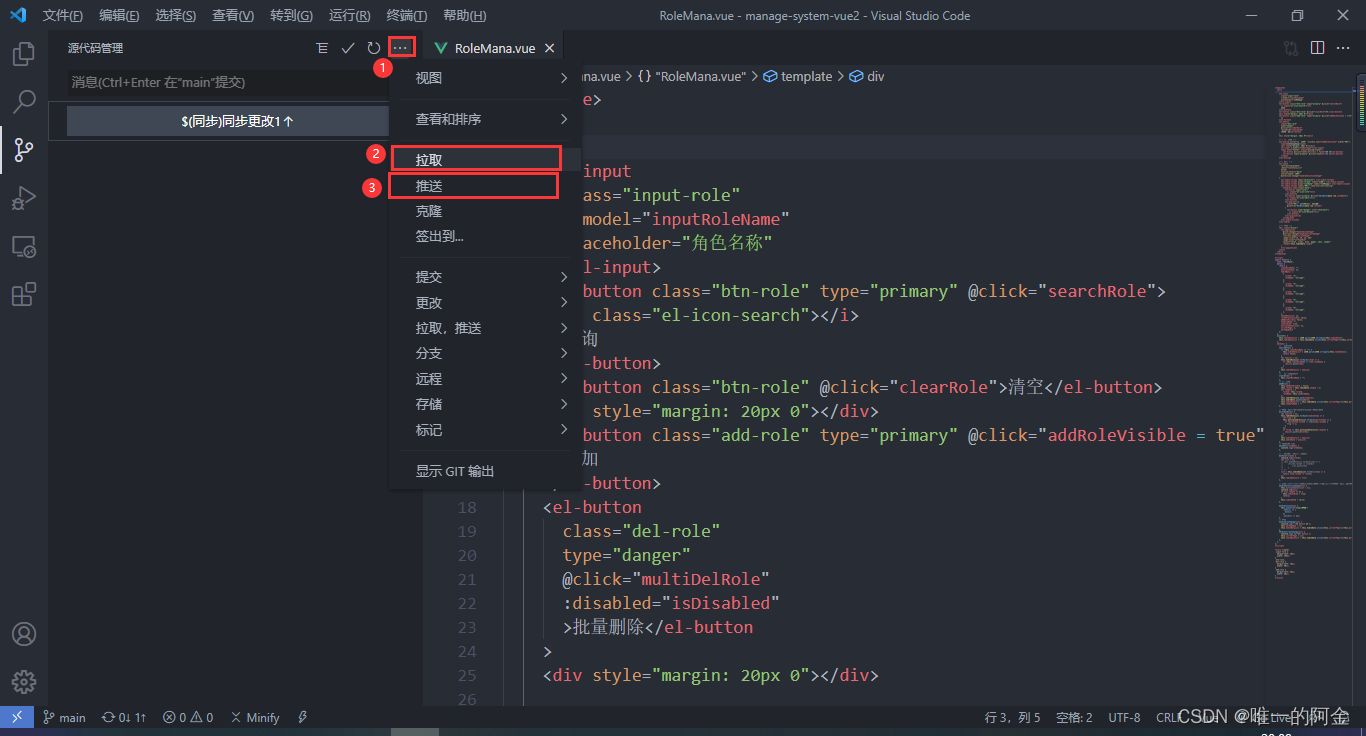 文件(F) 编辑(E) 选择(S) 查看(V) 转到(G) 运行(R) 终端(T) 帮助(H) RoleMana.vue - manage-system-vue2 - Visual Studio Code
源代码管理
RoleMana.vue
1
消息(Ctrl+Enter 在"main"提交)
$(同步)同步更改1↑
视图
查看和排序
2
拉取
3
推送
克隆
签出到...
提交
更改
拉取，推送
分支
远程
存储
标记
显示 GIT 输出
na.vue > {} "RoleMana.vue" > template > div
e>
input
ass="input-role"
model="inputRoleName"
aceholder="角色名称"
l-input>
button class="btn-role" type="primary" @click="searchRole">
class="el-icon-search"></i>
询
-button>
button class="btn-role" @click="clearRole">清空</el-button>
style="margin: 20px 0"></div>
button class="add-role" type="primary" @click="addRoleVisible = true"
加
-button>
18 <el-button
19 class="del-role"
20 type="danger"
21 @click="multiDelRole"
22 :disabled="isDisabled"
23 >批量删除</el-button
24 >
25 <div style="margin: 20px 0"></div>
26
main 0↓ 1↑ 0 0 Minify
行 3，列 5 空格: 2 UTF-8 CRLF
CSDN @唯一的阿金